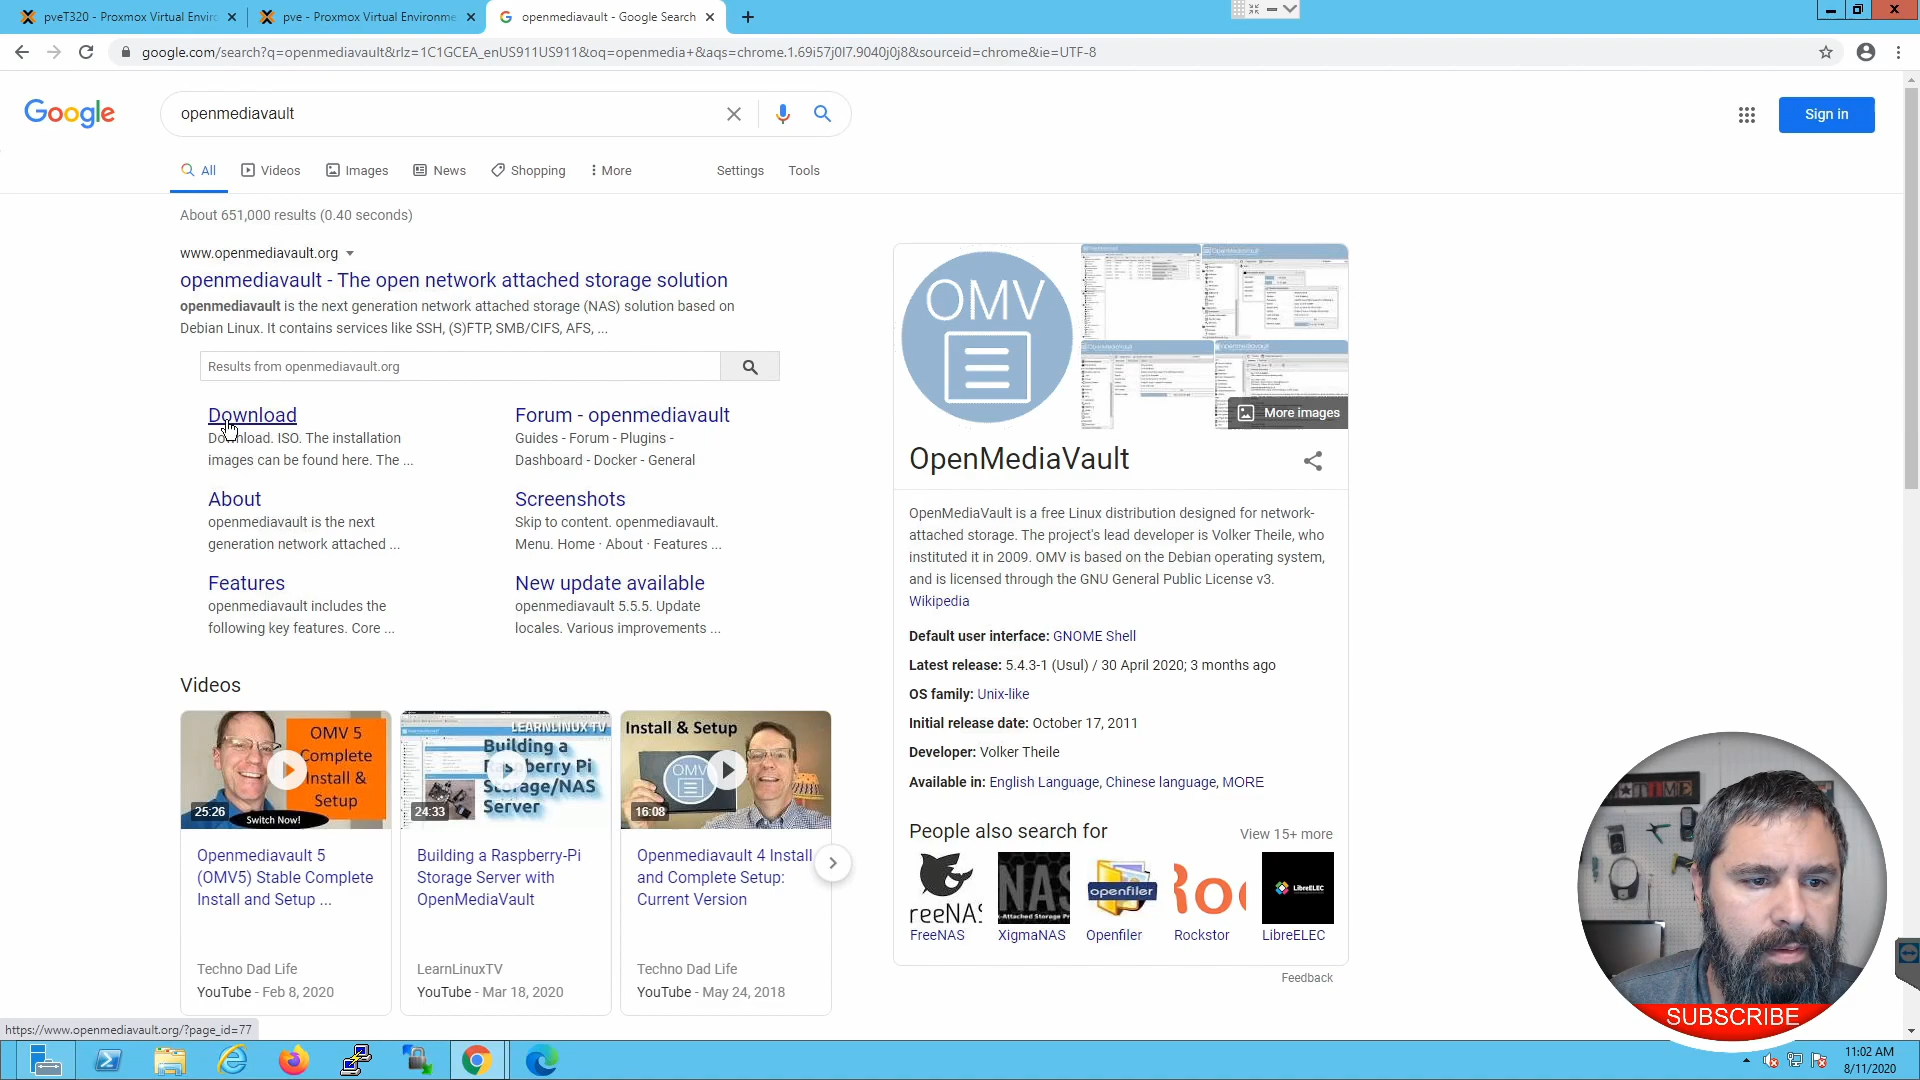 pveT320 - Proxmox Virtual Enviro
pve - Proxmox Virtual Environme
openmediavault - Google Search
google.com/search?q=openmediavault&rlz=1C1GCEA_enUS911US911&oq=openmedia+&aqs=chrome.1.69i57j0l7.9040j0j8&sourceid=chrome&ie=UTF-8
Google
openmediavault
Sign in
All
Videos
Images
News
Shopping
More
Settings
Tools
About 651,000 results (0.40 seconds)
www.openmediavault.org
openmediavault - The open network attached storage solution
openmediavault is the next generation network attached storage (NAS) solution based on
Debian Linux. It contains services like SSH, (S)FTP, SMB/CIFS, AFS, ...
Results from openmediavault.org
Download
Download. ISO. The installation
images can be found here. The ...
Forum - openmediavault
Guides - Forum - Plugins -
Dashboard - Docker - General
About
openmediavault is the next
generation network attached ...
Screenshots
Skip to content. openmediavault.
Menu. Home · About · Features ...
Features
openmediavault includes the
following key features. Core ...
New update available
openmediavault 5.5.5. Update
locales. Various improvements ...
Videos
OMV 5
Complete
Install &
Setup
25:26
Switch Now!
Openmediavault 5
(OMV5) Stable Complete
Install and Setup ...
Techno Dad Life
YouTube - Feb 8, 2020
LEARNLINUX TV
Building a
Raspberry Pi
Storage/NAS
Server
24:33
Building a Raspberry-Pi
Storage Server with
OpenMediaVault
LearnLinuxTV
YouTube - Mar 18, 2020
Install & Setup
OMV
16:08
Openmediavault 4 Install
and Complete Setup:
Current Version
Techno Dad Life
YouTube - May 24, 2018
OMV
More images
OpenMediaVault
OpenMediaVault is a free Linux distribution designed for network-
attached storage. The project's lead developer is Volker Theile, who
instituted it in 2009. OMV is based on the Debian operating system,
and is licensed through the GNU General Public License v3.
Wikipedia
Default user interface: GNOME Shell
Latest release: 5.4.3-1 (Usul) / 30 April 2020; 3 months ago
OS family: Unix-like
Initial release date: October 17, 2011
Developer: Volker Theile
Available in: English Language, Chinese language, MORE
People also search for
View 15+ more
reeNAS
NAS
openfiler
Roc
LibreELEC
FreeNAS
XigmaNAS
Openfiler
Rockstor
LibreELEC
Feedback
SUBSCRIBE
https://www.openmediavault.org/?page_id=77
11:02 AM
8/11/2020